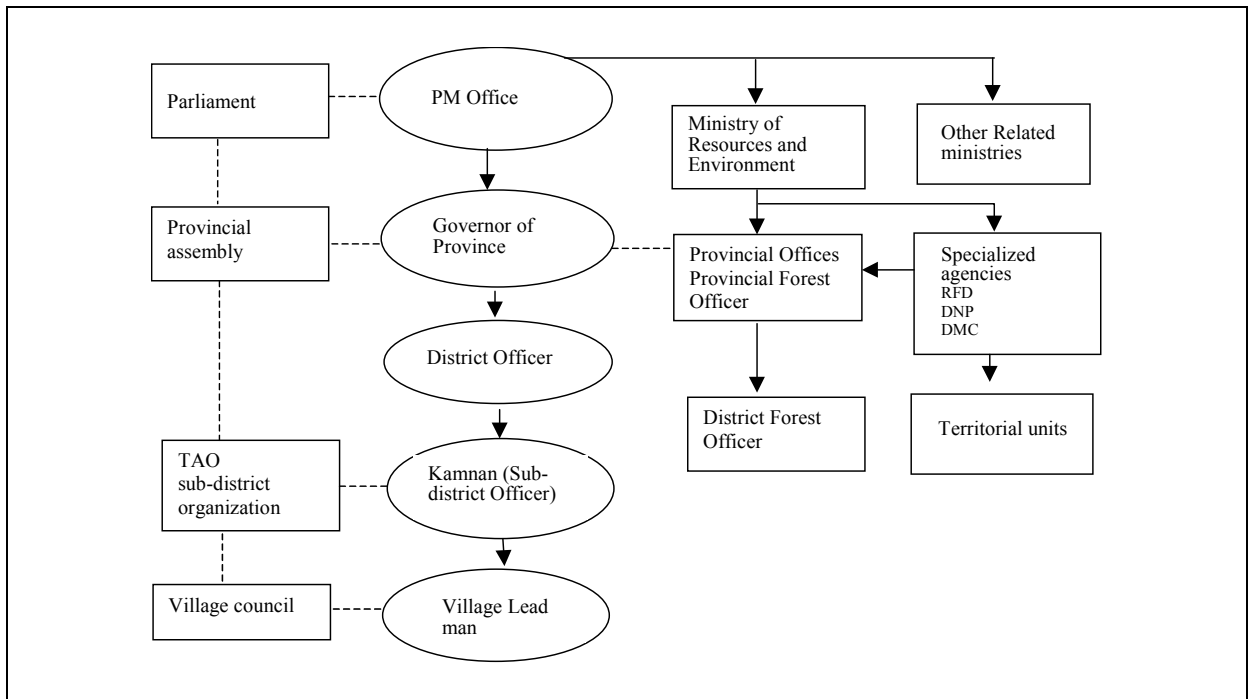 Parliament
PM Office
Ministry of
Resources and
Environment
Other Related
ministries
Provincial
assembly
Governor of
Province
Provincial Offices
Provincial Forest
Officer
Specialized
agencies
RFD
DNP
DMC
District Officer
District Forest
Officer
Territorial units
TAO
sub-district
organization
Kamnan (Sub-
district Officer)
Village council
Village Lead
man